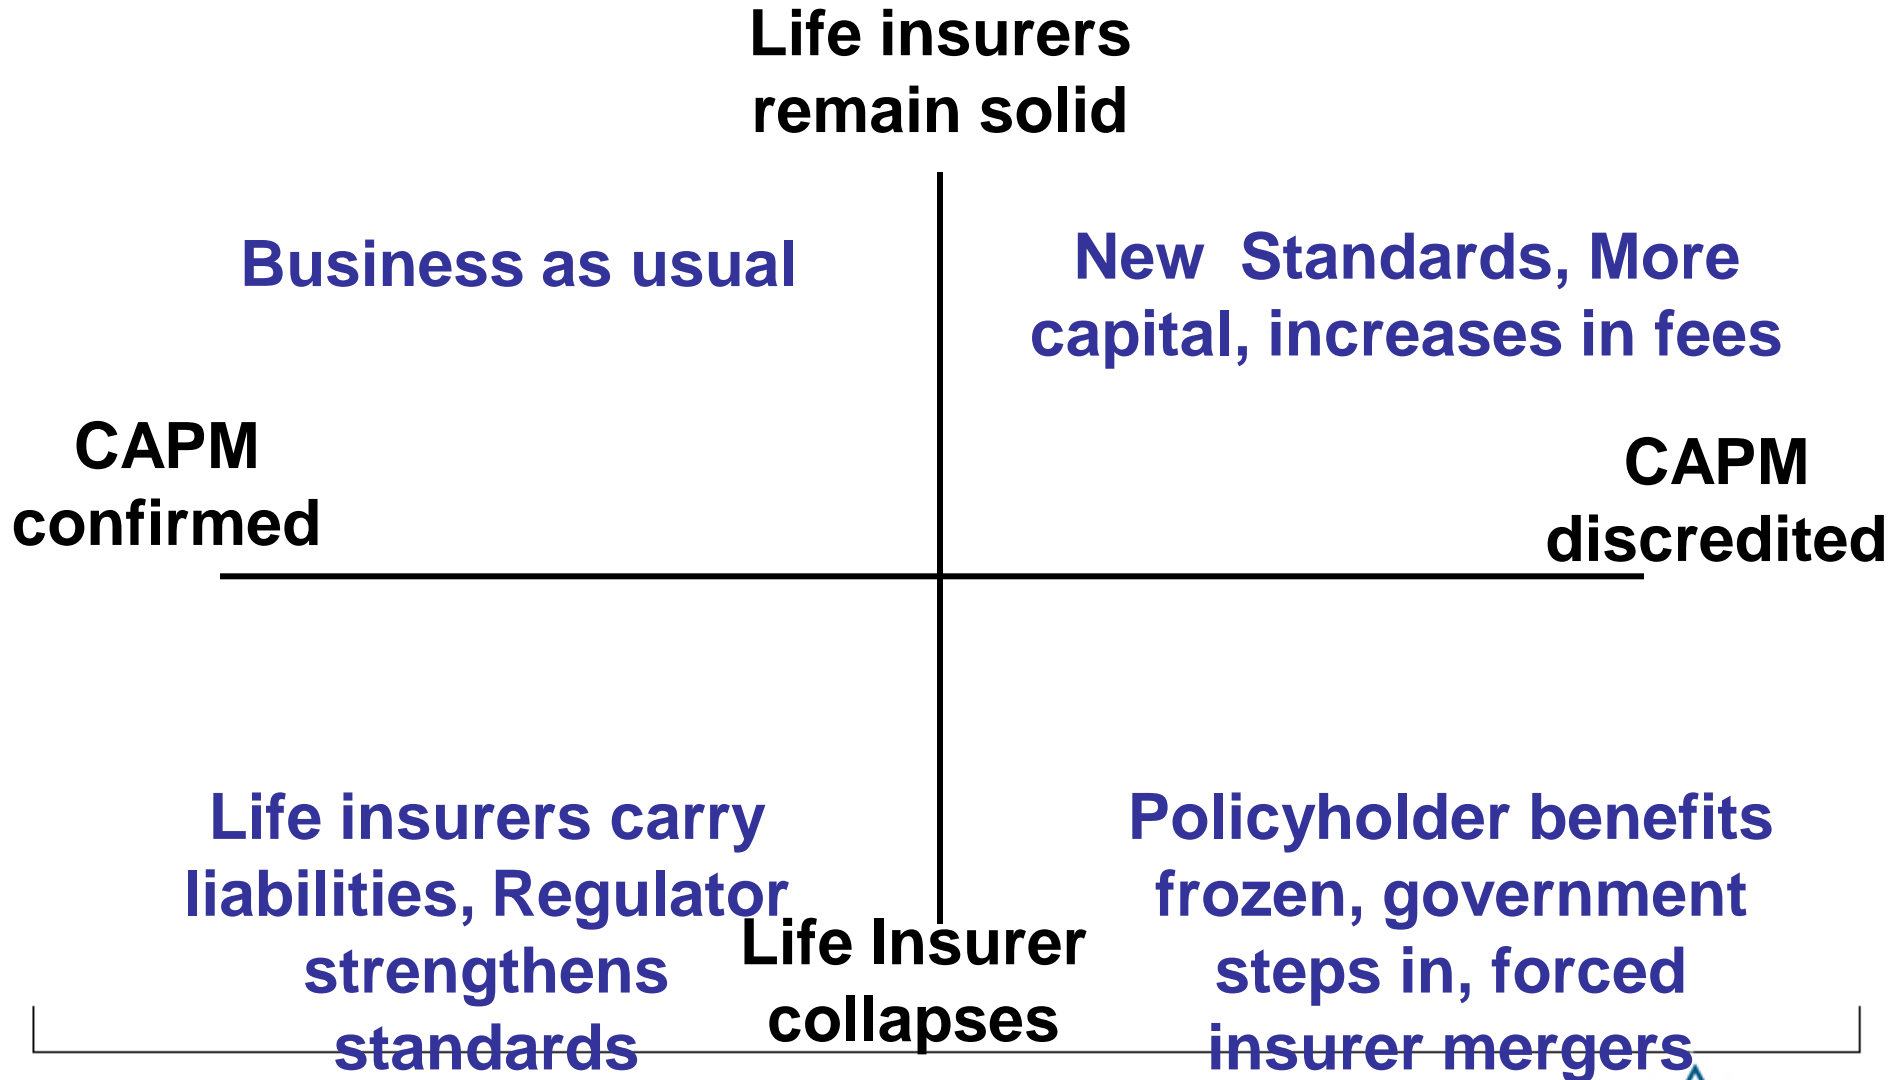 Life insurers
remain solid
Business as usual
New  Standards, More
capital, increases in fees
CAPM
confirmed
CAPM
discredited
Life insurers carry
liabilities, Regulator
strengthens
standards
Life Insurer
collapses
Policyholder benefits
frozen, government
steps in, forced
insurer mergers